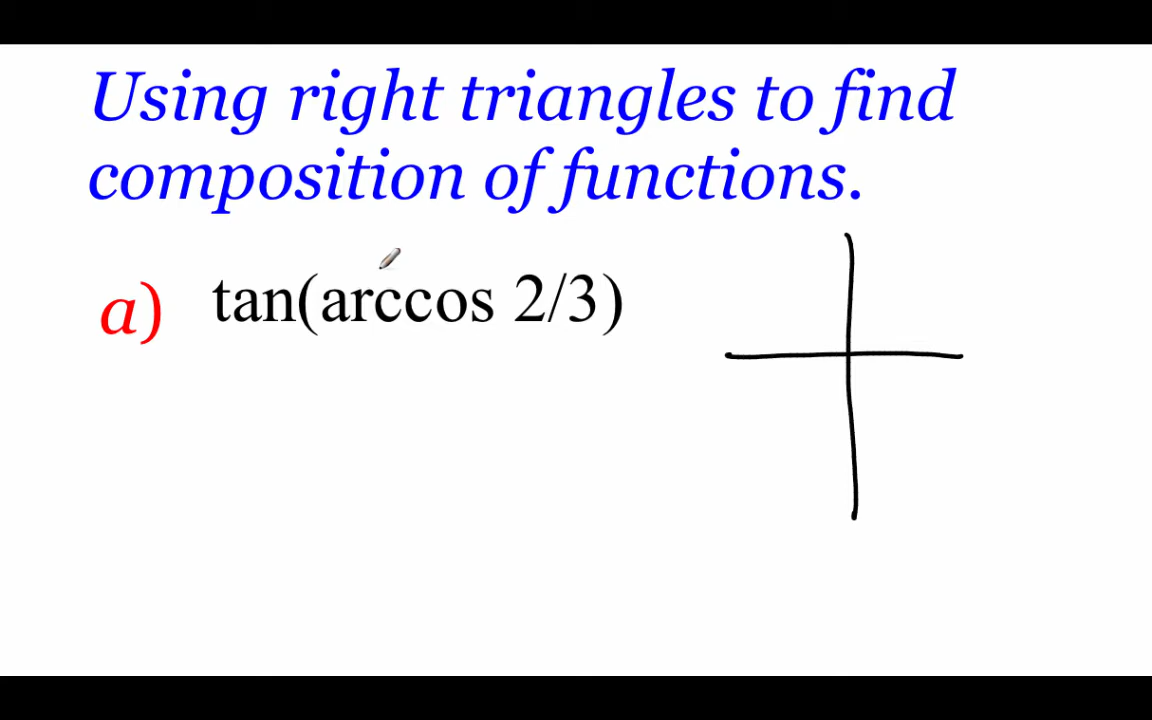 Using right triangles to find
composition of functions.
a) tan(arccos 2/3)